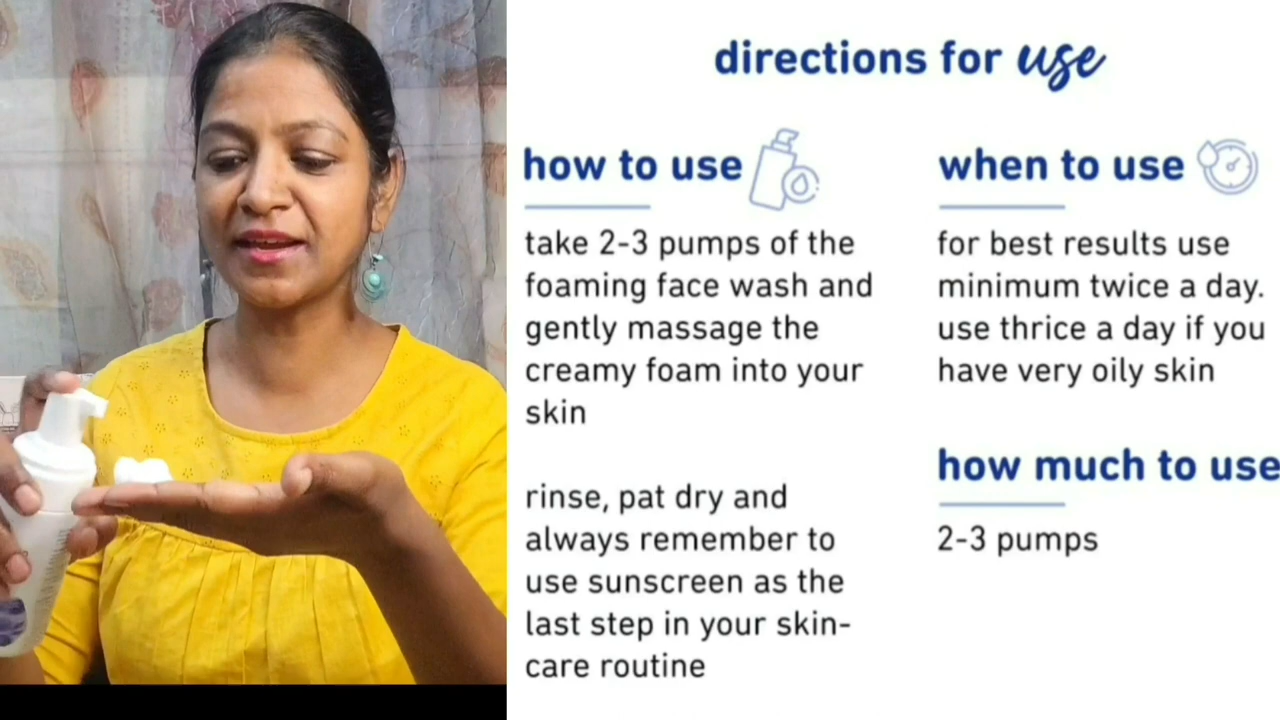 directions for use
how to use
take 2-3 pumps of the
foaming face wash and
gently massage the
creamy foam into your
skin
rinse, pat dry and
always remember to
use sunscreen as the
last step in your skin-
care routine
when to use
for best results use
minimum twice a day.
use thrice a day if you
have very oily skin
how much to use
2-3 pumps